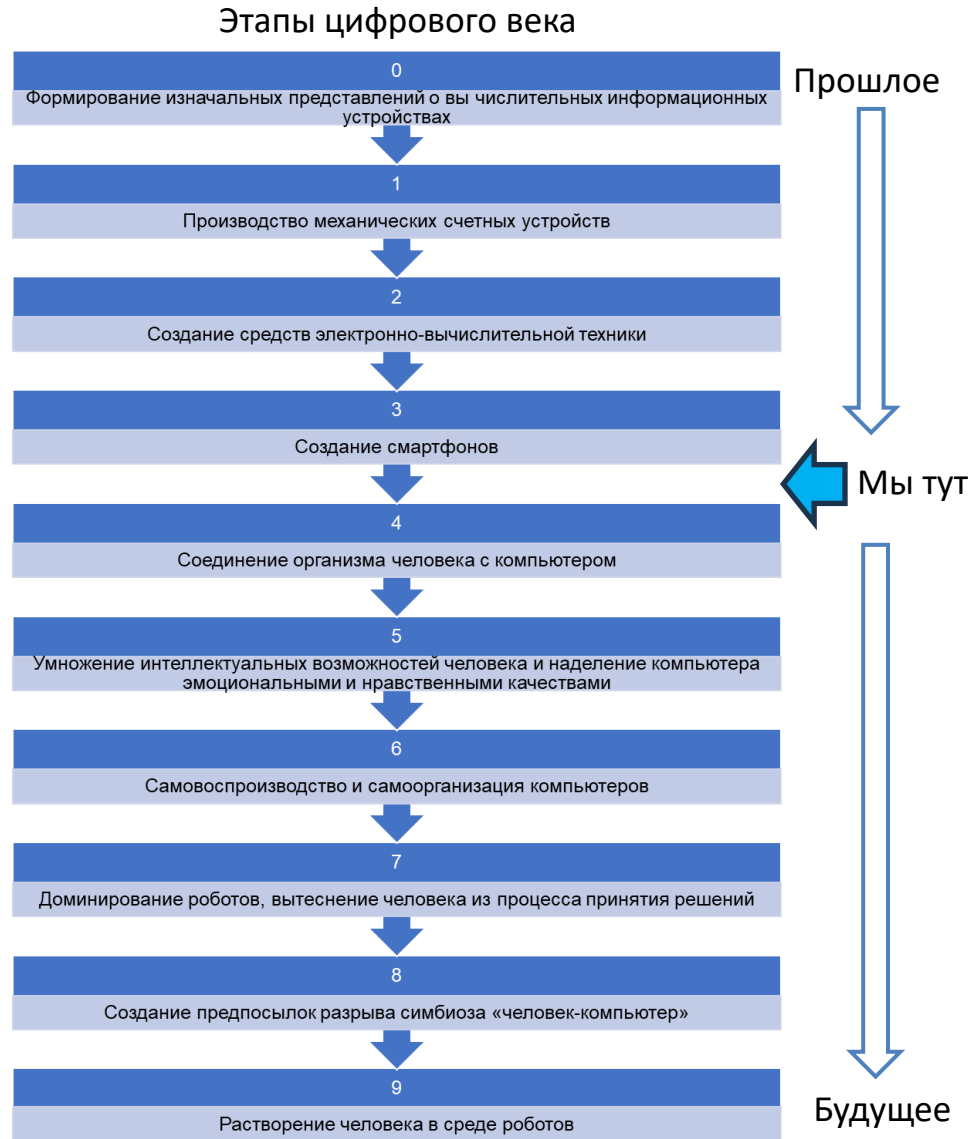 Этапы цифрового века
0
Прошлое
Формирование изначальных представлений о вы числительных информационных
устройствах
1
Производство механических счетных устройств
2
Создание средств электронно-вычислительной техники
3
Создание смартфонов
Мы тут
4
Соединение организма человека с компьютером
5
Умножение интеллектуальных возможностей человека и наделение компьютера
эмоциональными и нравственными качествами
6
Самовоспроизводство и самоорганизация компьютеров
7
Доминирование роботов, вытеснение человека из процесса принятия решений
8
Создание предпосылок разрыва симбиоза «человек-компьютер»
9
Растворение человека в среде роботов
Будущее